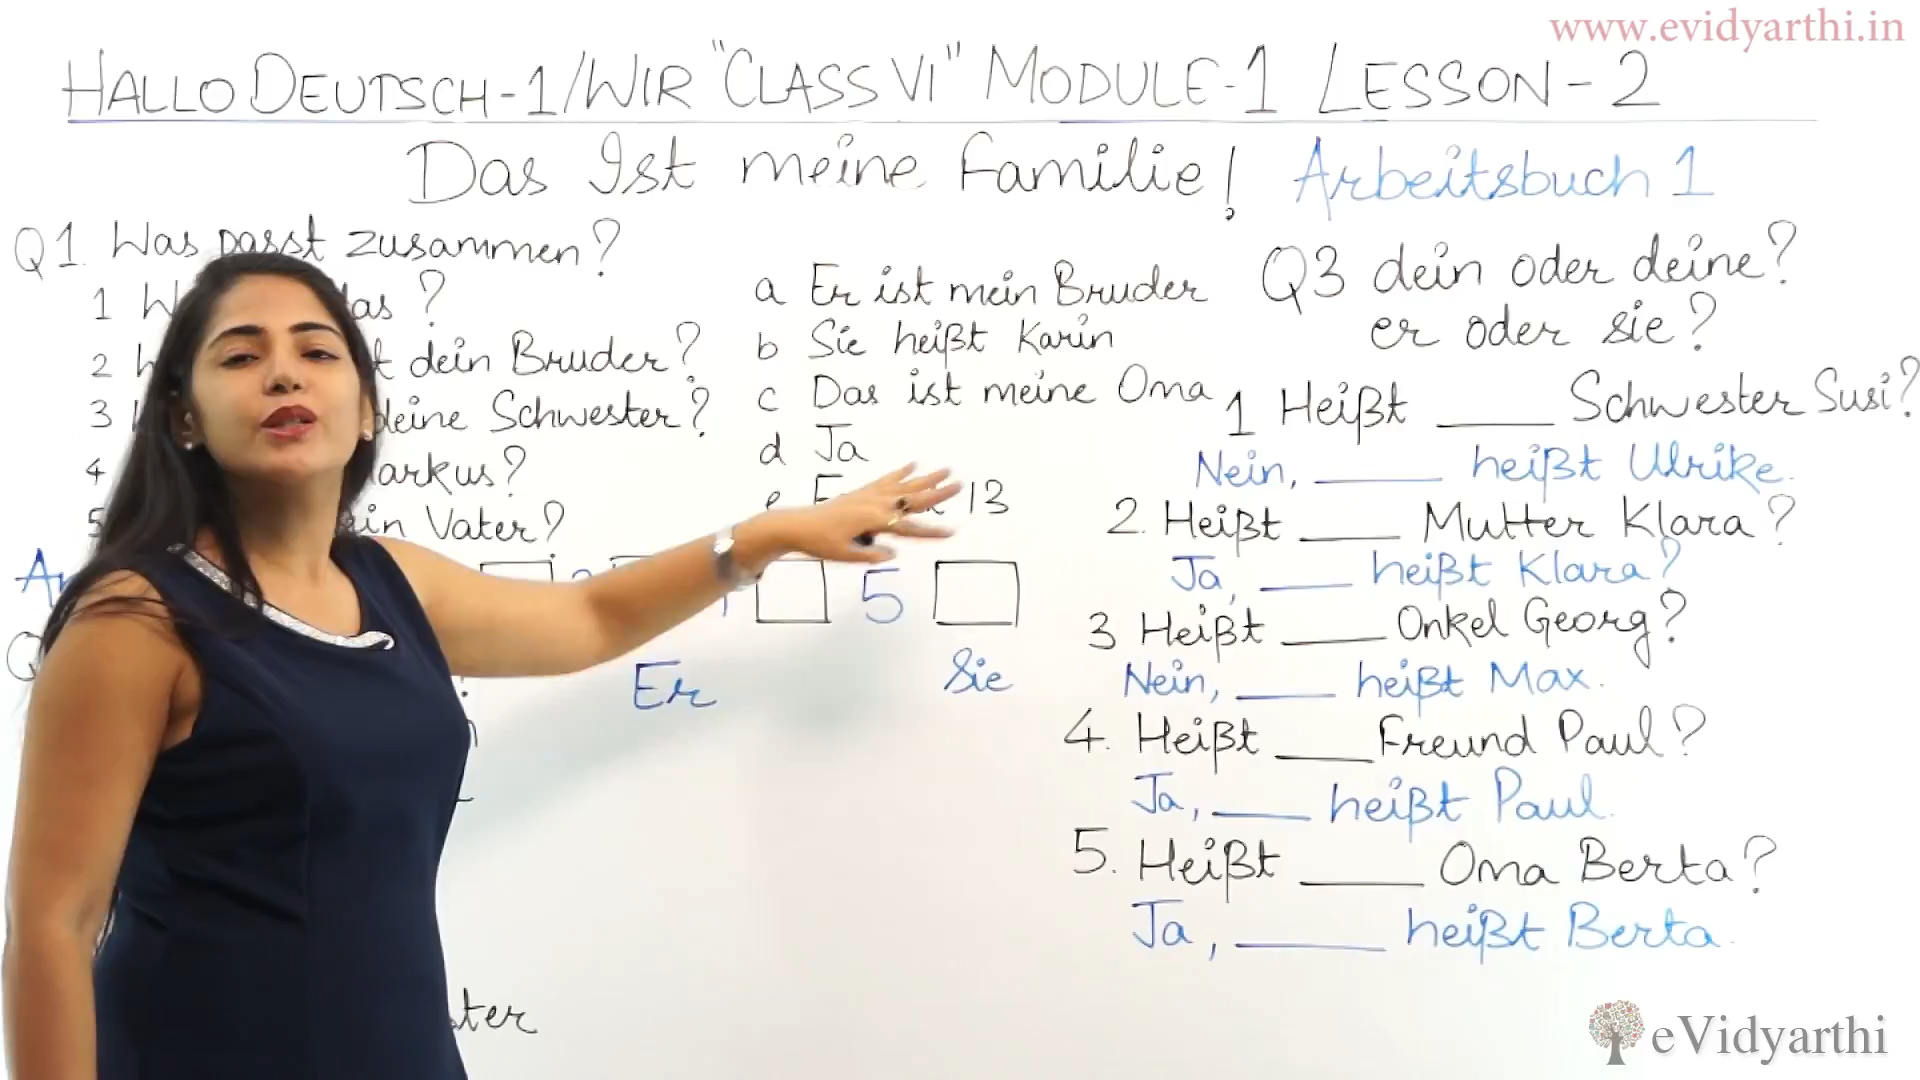 www.evidyarthi.in
HALLO DEUTSCH-1/WIR "CLASS VI" MODULE-1 LESSON-2
Das Ist meine Familie! Arbeitsbuch 1
Q1. Was passt zusammen?
1 das?
2 dein Bruder?
3 deine Schwester?
4 Markus?
5 Vater?
a Er ist mein Bruder
b Sie heißt Karin
c Das ist meine Oma
d Ja
e 13
5
Er
Sie
Q3 dein oder deine?
er oder sie?
1 Heißt ____ Schwester Susi?
Nein, ____ heißt Ulrike.
2. Heißt ____ Mutter Klara?
Ja, ____ heißt Klara?
3 Heißt ____ Onkel Georg?
Nein, ____ heißt Max.
4. Heißt ____ Freund Paul?
Ja, ____ heißt Paul.
5. Heißt ____ Oma Berta?
Ja, ____ heißt Berta.
eVidyarthi